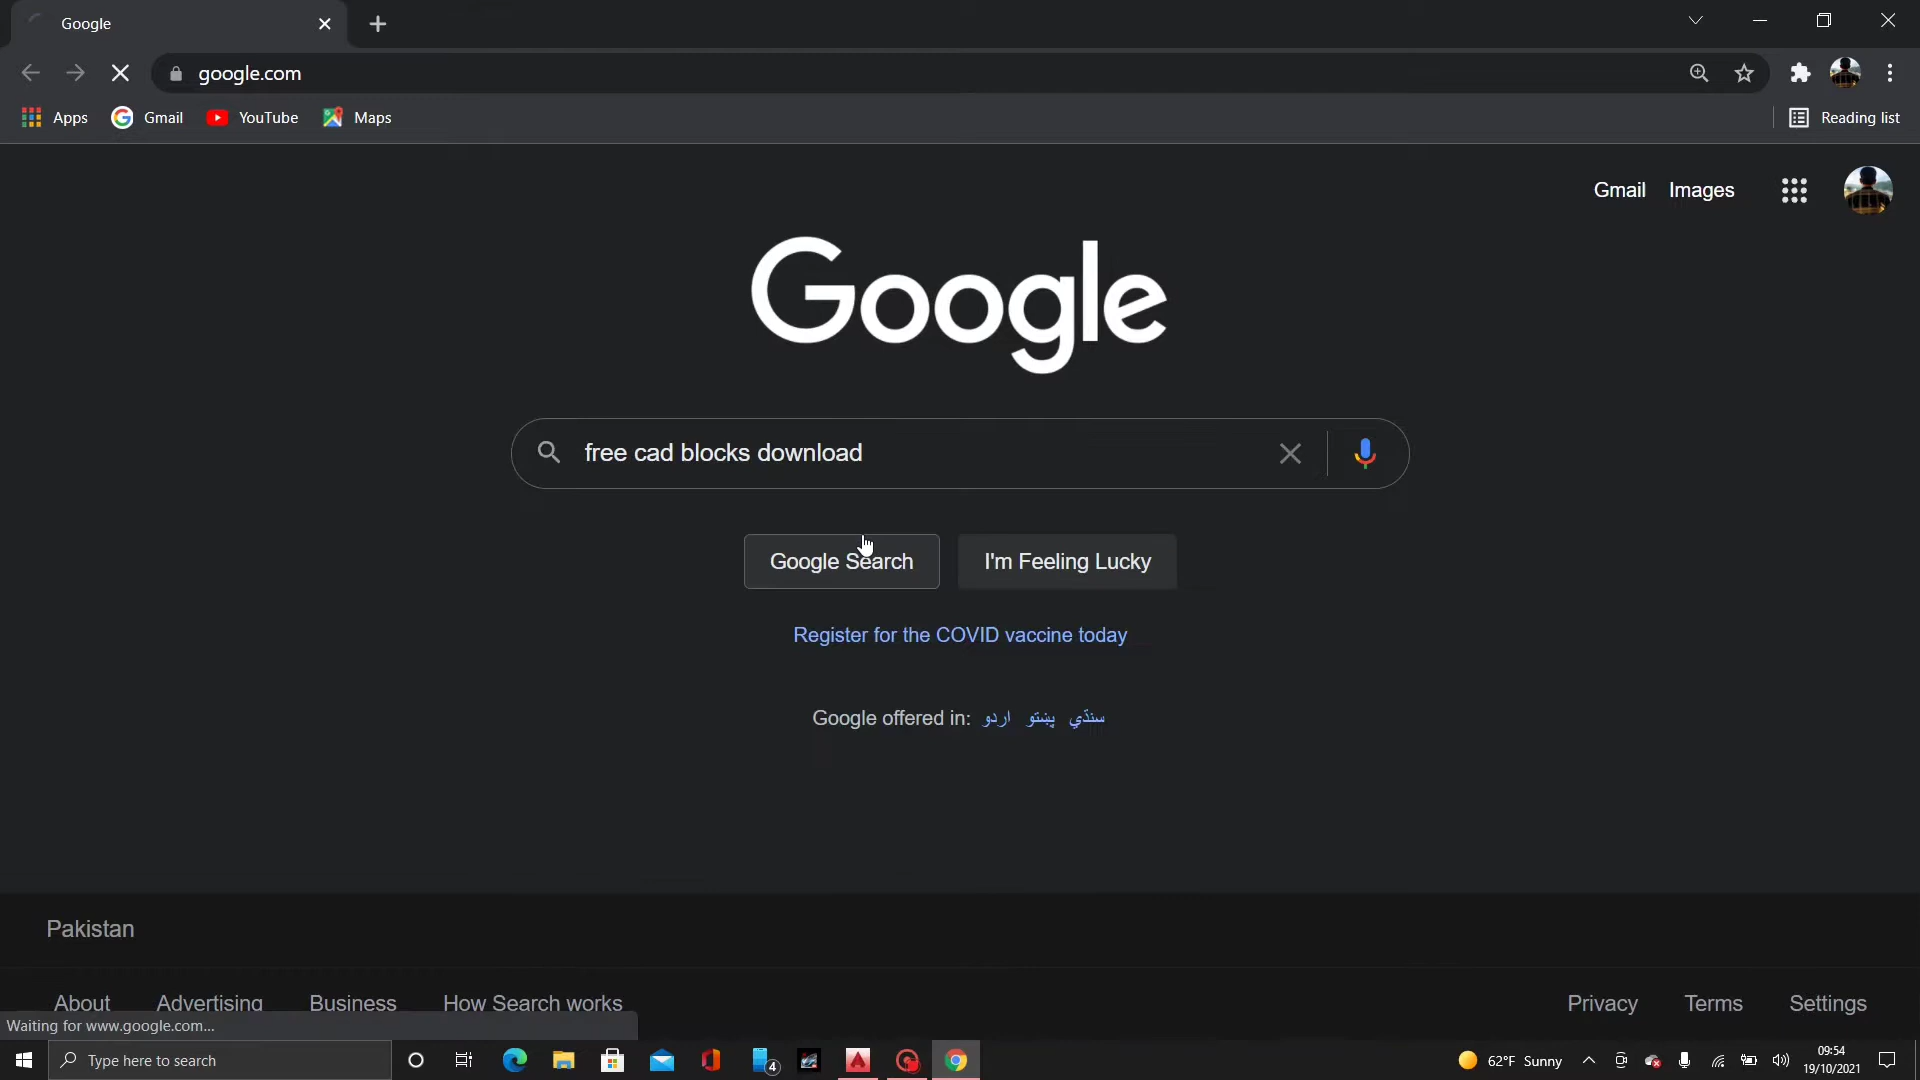 Google
google.com
Apps
Gmail
YouTube
Maps
Reading list
Gmail Images
Google
free cad blocks download
Google Search
I'm Feeling Lucky
Register for the COVID vaccine today
Google offered in: اردو پښتو سنڌي
Pakistan
About Advertising Business How Search works
Privacy Terms Settings
Waiting for www.google.com...
Type here to search
4
62°F Sunny
09:54
19/10/2021